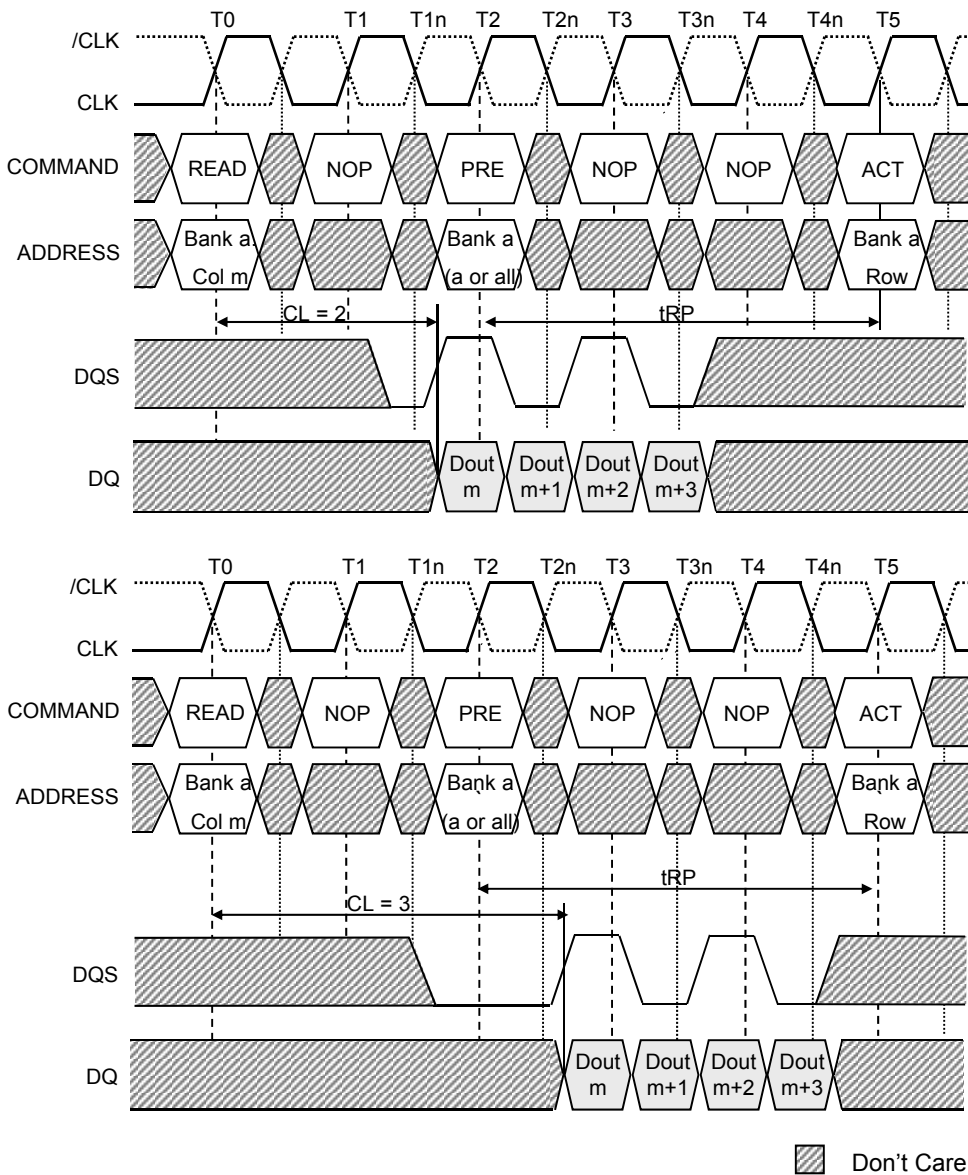 T0 T1 T1n T2 T2n T3 T3n T4 T4n T5
/CLK
CLK
COMMAND READ NOP PRE NOP NOP ACT
ADDRESS Bank a. Bank a Bank a
Col m (a or all) Row
CL = 2 tRP
DQS
DQ Dout Dout Dout Dout
m m+1 m+2 m+3
T0 T1 T1n T2 T2n T3 T3n T4 T4n T5
/CLK
CLK
COMMAND READ NOP PRE NOP NOP ACT
ADDRESS Bank a Bank a Bank a
Col m (a or all) Row
tRP
CL = 3
DQS
DQ Dout Dout Dout Dout
m m+1 m+2 m+3
Don't Care